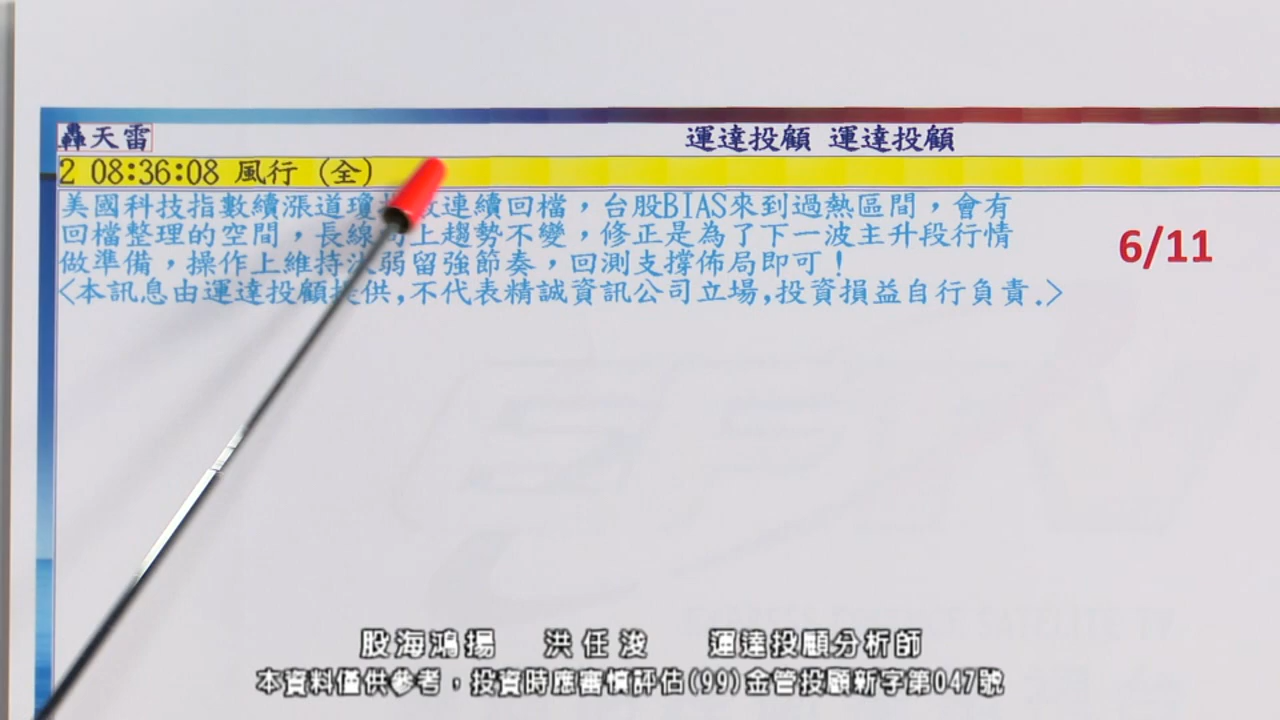 轟天雷
運達投顧 運達投顧
2 08:36:08 風行 (全)
美國科技指數續漲道瓊數連續回檔，台股BIAS來到過熱區間，會有
回檔整理的空間，長線向上趨勢不變，修正是為了下一波主升段行情
做準備，操作上維持汰弱留強節奏，回測支撐佈局即可！
<本訊息由運達投顧提供,不代表精誠資訊公司立場,投資損益自行負責.>
6/11
股海鴻揚 洪任浚 運達投顧分析師
本資料僅供參考，投資時應審慎評估(99)金管投顧新字第047號